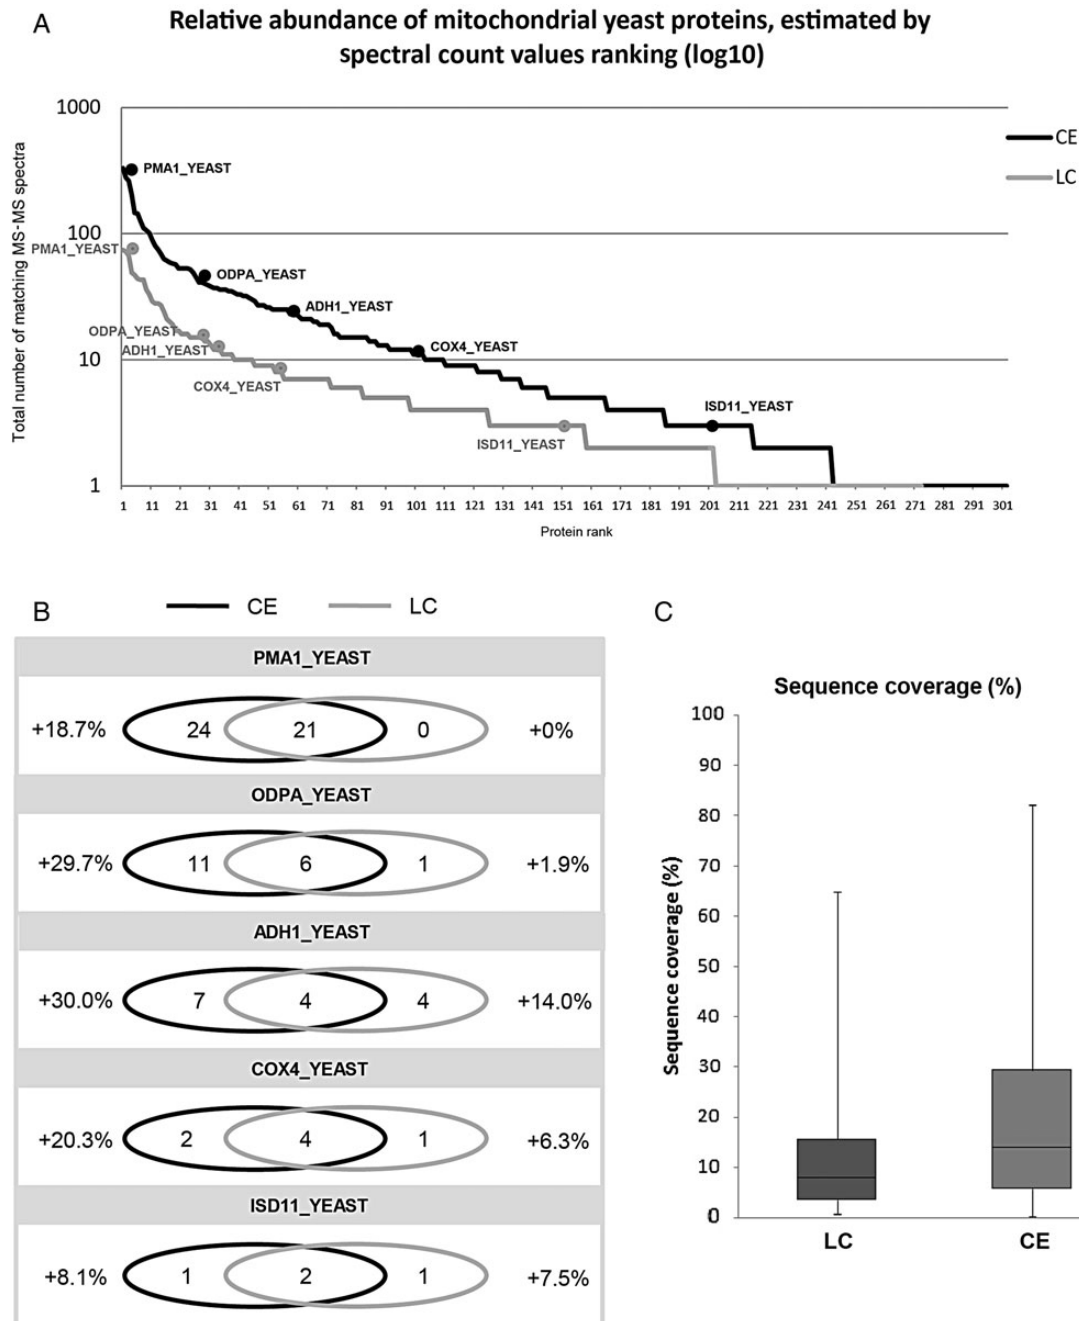 A
Relative abundance of mitochondrial yeast proteins, estimated by
spectral count values ranking (log10)
Total number of matching MS-MS spectra
1000
100
10
1
CE
LC
PMA1_YEAST
PMA1_YEAST
ODPA_YEAST
ADH1_YEAST
ODPA_YEAST
ADH1_YEAST
COX4_YEAST
COX4_YEAST
ISD11_YEAST
ISD11_YEAST
1 11 21 31 41 51 61 71 81 91 101 111 121 131 141 151 161 171 181 191 201 211 221 231 241 251 261 271 281 291 301
Protein rank
B
CE LC
PMA1_YEAST
+18.7% 24 21 0 +0%
ODPA_YEAST
+29.7% 11 6 1 +1.9%
ADH1_YEAST
+30.0% 7 4 4 +14.0%
COX4_YEAST
+20.3% 2 4 1 +6.3%
ISD11_YEAST
+8.1% 1 2 1 +7.5%
C
Sequence coverage (%)
Sequence coverage (%)
100
90
80
70
60
50
40
30
20
10
0
LC CE